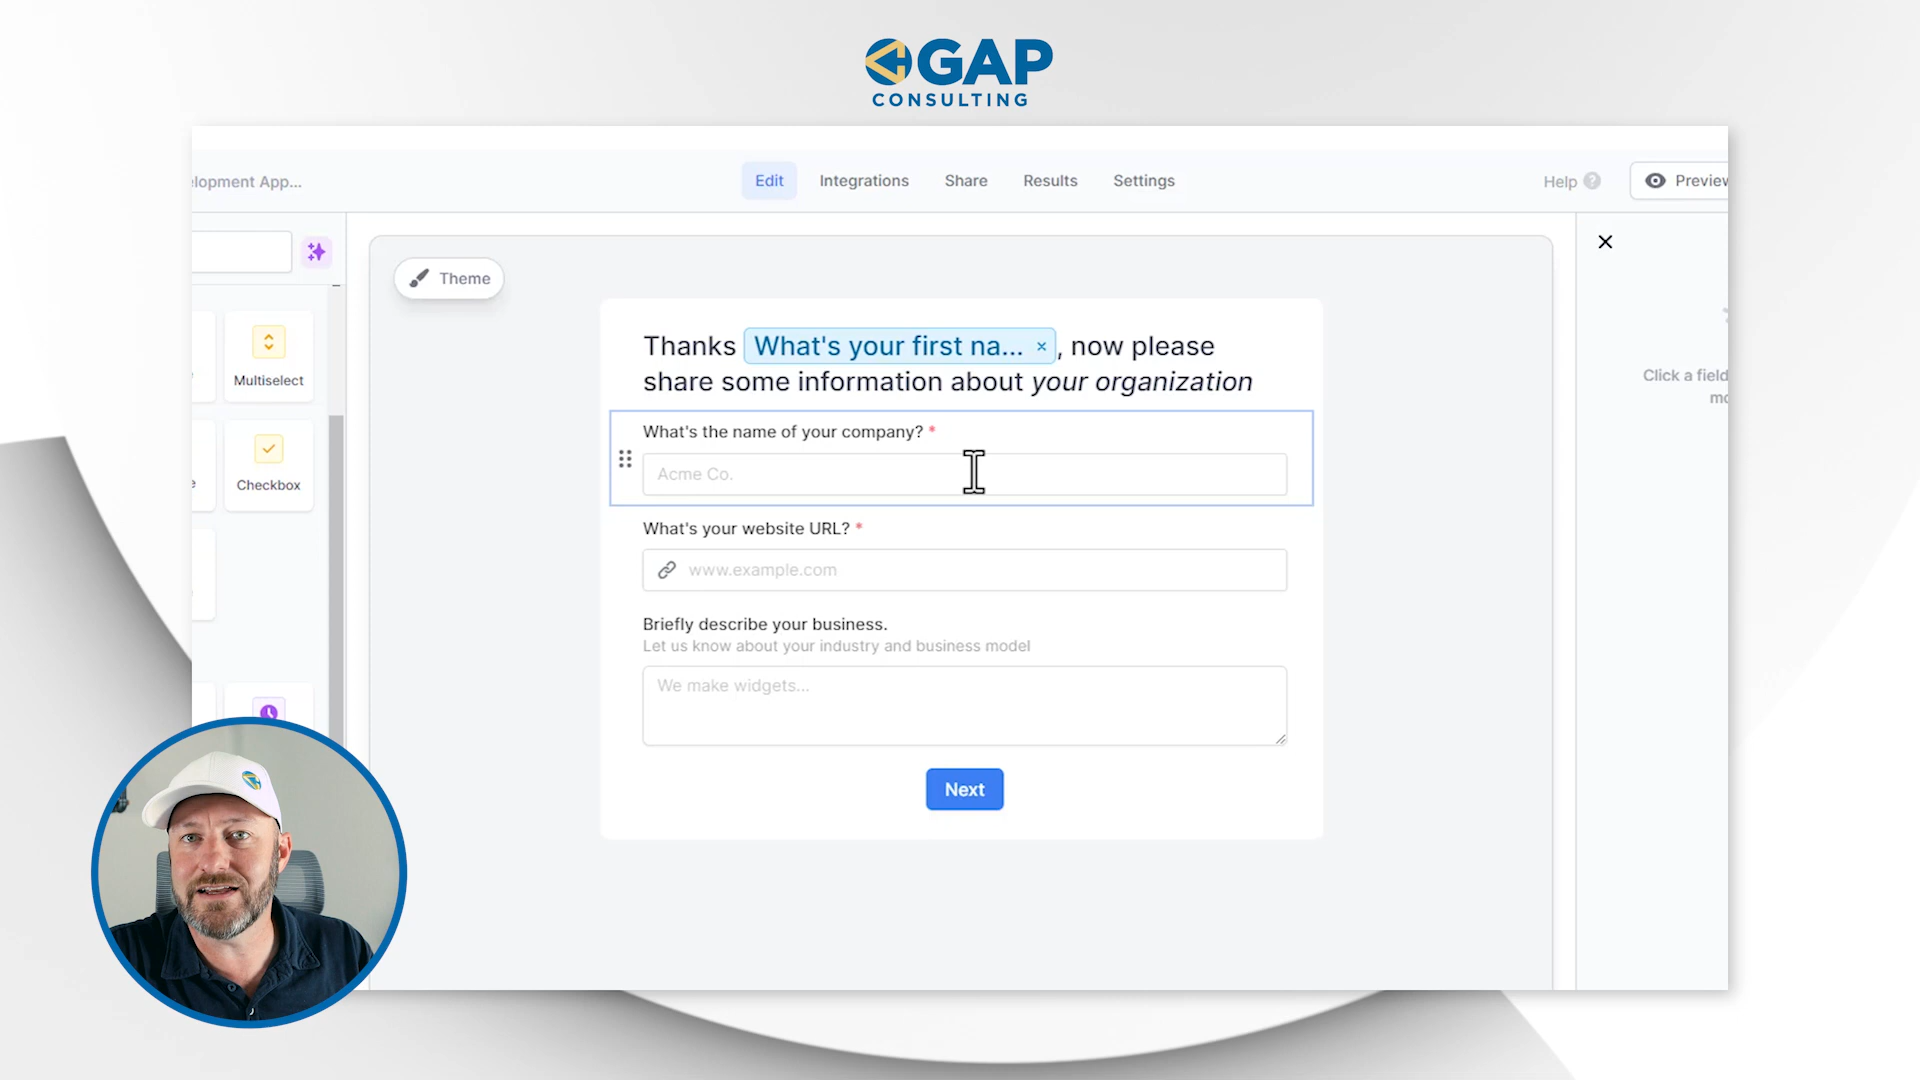 GAP
CONSULTING
elopment App...
Edit
Integrations
Share
Results
Settings
Help
Preview
Theme
Multiselect
Checkbox
Thanks What's your first na... × , now please
share some information about your organization
Click a field
What's the name of your company? *
Acme Co.
What's your website URL? *
www.example.com
Briefly describe your business.
Let us know about your industry and business model
We make widgets...
Next